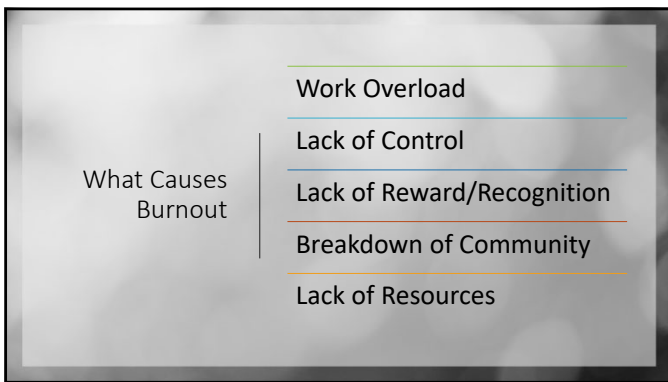 What Causes
Burnout
Work Overload
Lack of Control
Lack of Reward/Recognition
Breakdown of Community
Lack of Resources